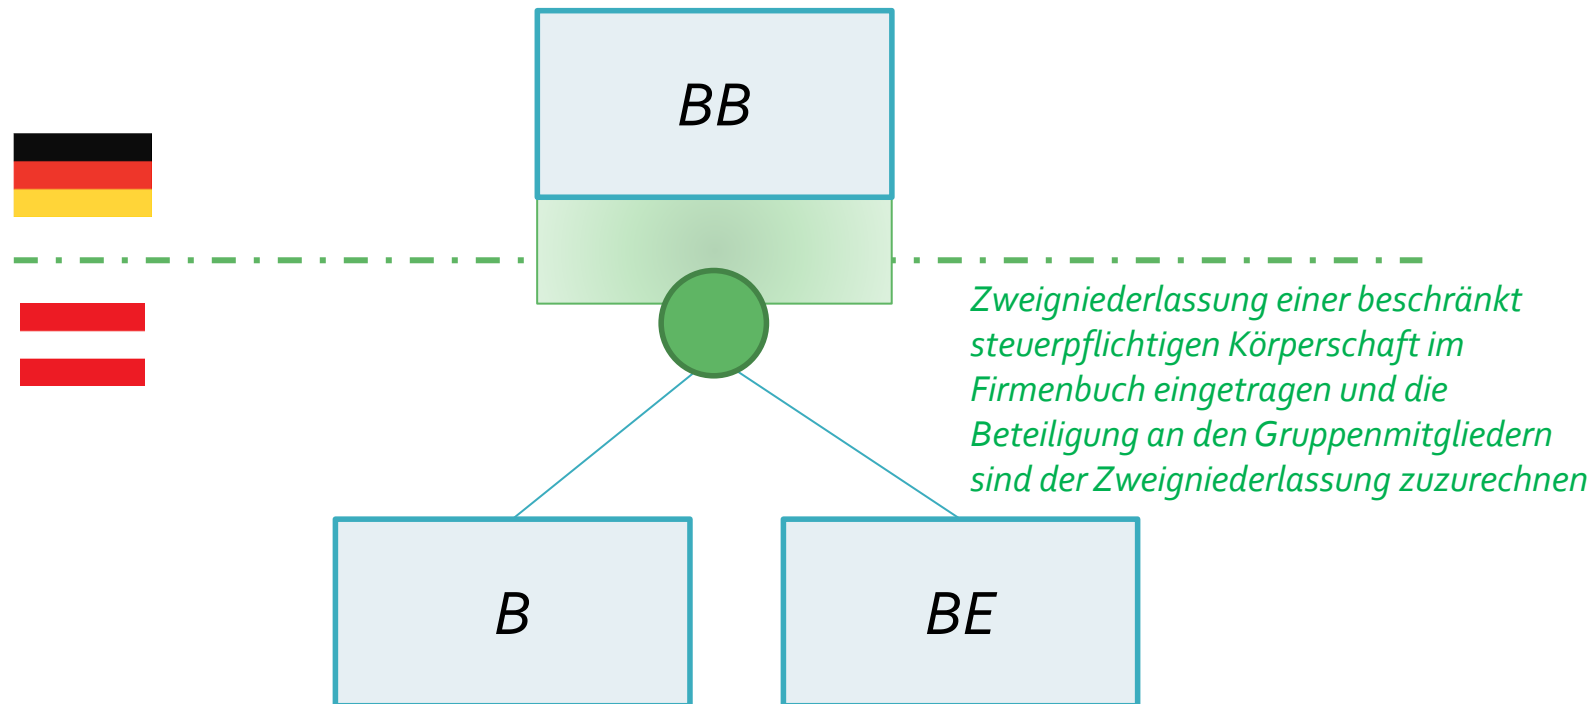 BB
Zweigniederlassung einer beschränkt
steuerpflichtigen Körperschaft im
Firmenbuch eingetragen und die
Beteiligung an den Gruppenmitgliedern
sind der Zweigniederlassung zuzurechnen
B
BE